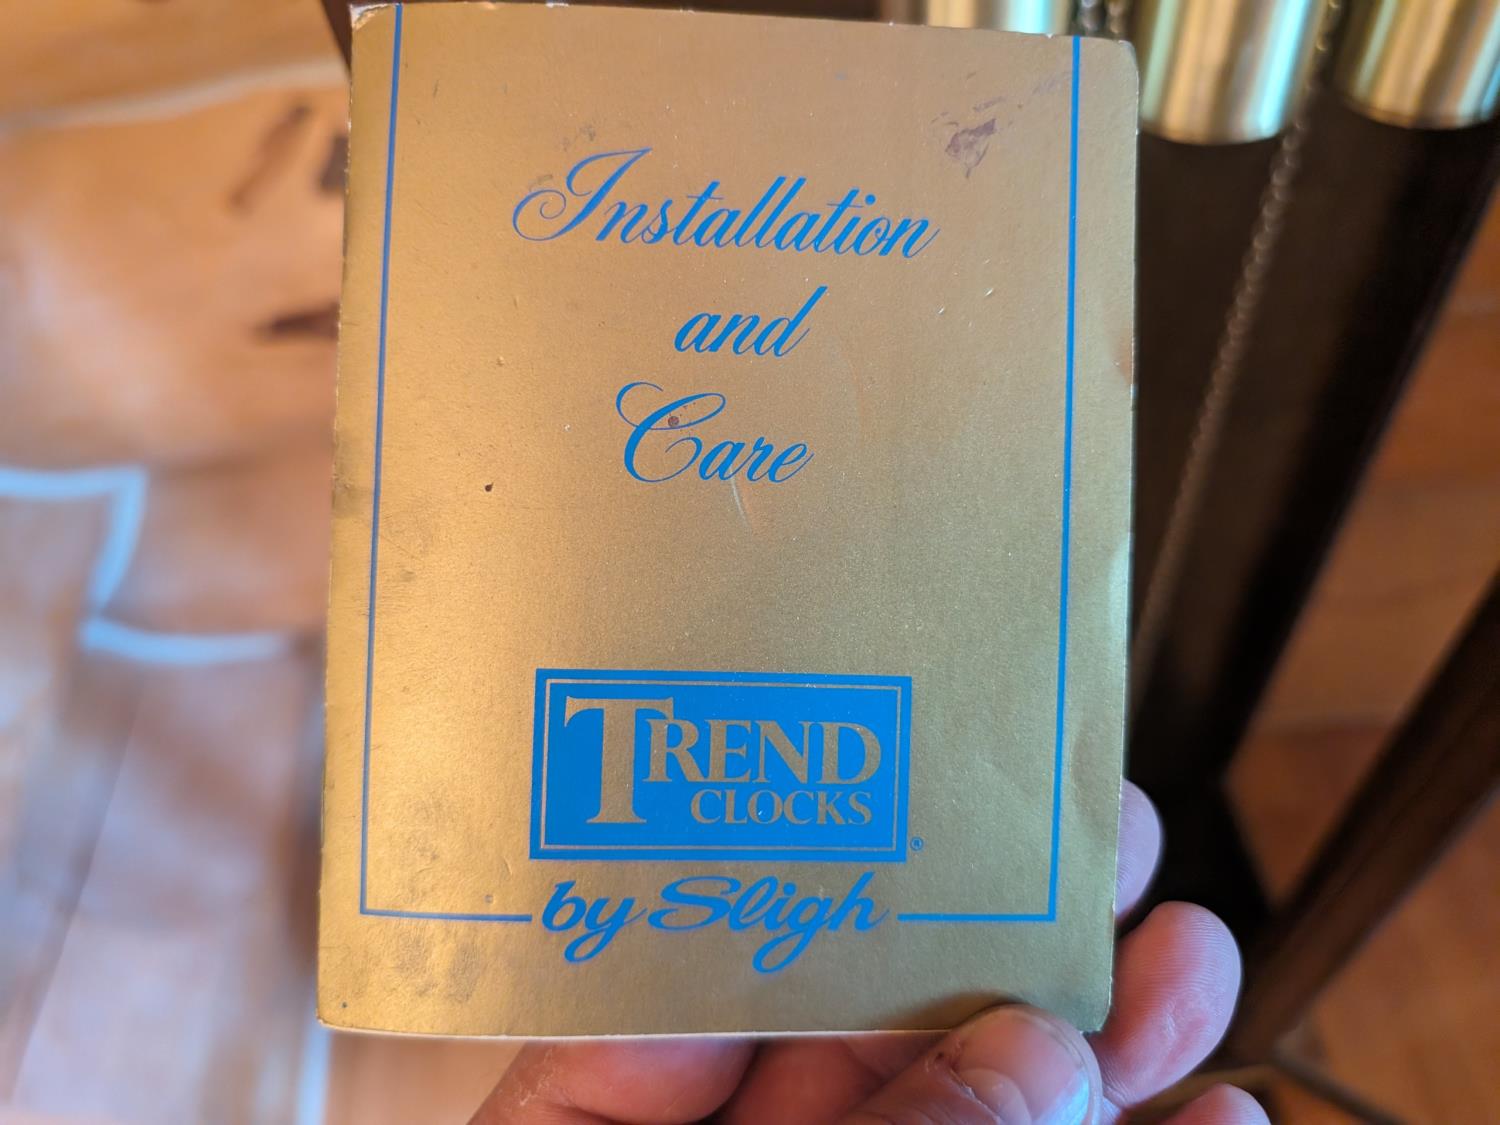 Installation
and
Care
TREND
CLOCKS
®
by Sligh